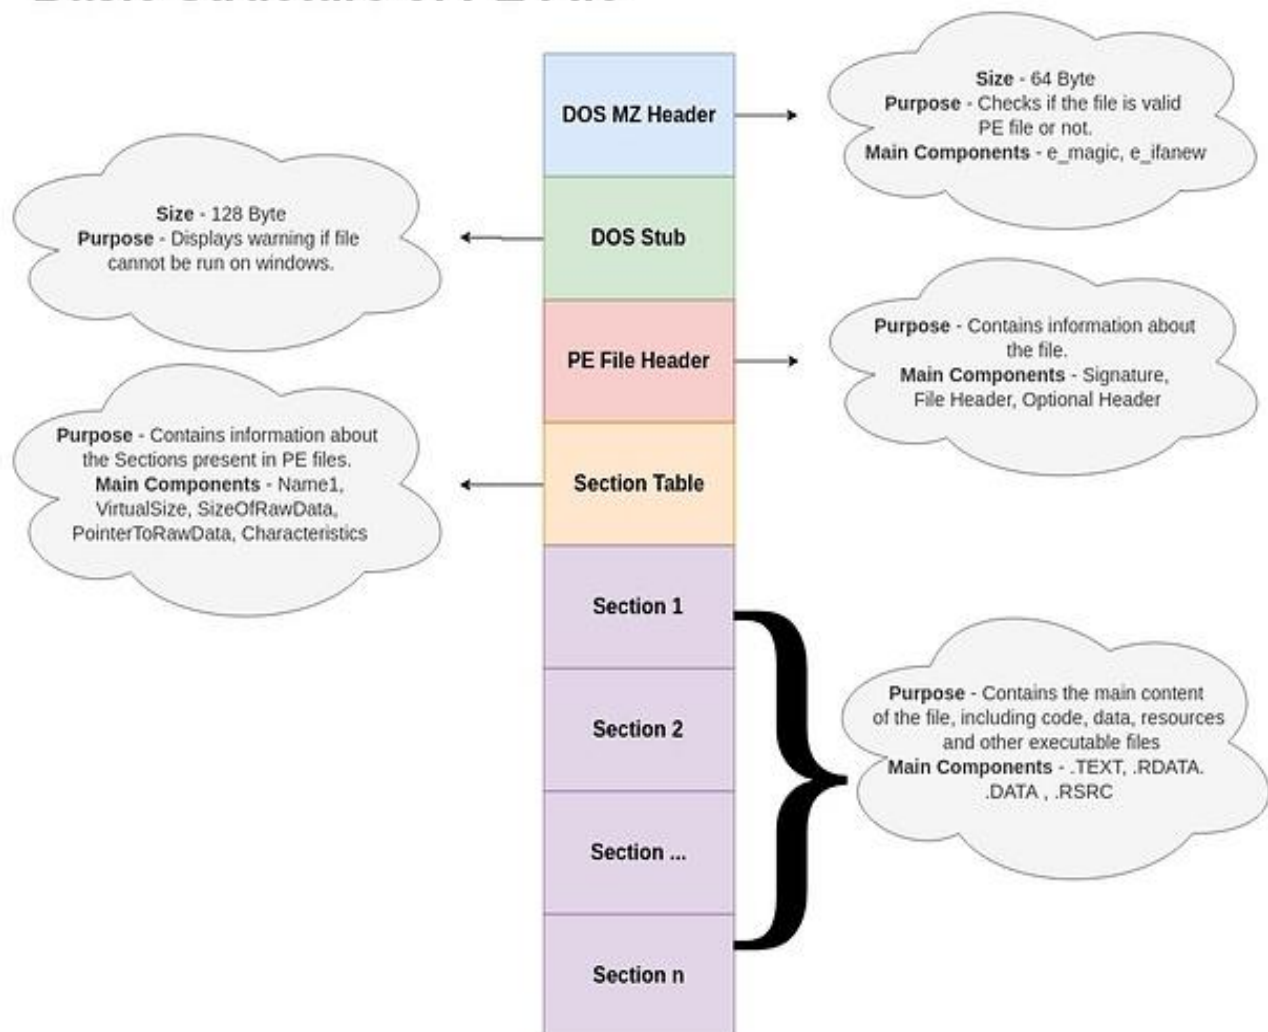 DOS MZ Header
Size - 64 Byte
Purpose - Checks if the file is valid
PE file or not.
Main Components - e_magic, e_ifanew
DOS Stub
Size - 128 Byte
Purpose - Displays warning if file
cannot be run on windows.
PE File Header
Purpose - Contains information about
the file.
Main Components - Signature,
File Header, Optional Header
Section Table
Purpose - Contains information about
the Sections present in PE files.
Main Components - Name1,
VirtualSize, SizeOfRawData,
PointerToRawData, Characteristics
Section 1
Section 2
Section ...
Section n
Purpose - Contains the main content
of the file, including code, data, resources
and other executable files
Main Components - .TEXT, .RDATA.
.DATA , .RSRC